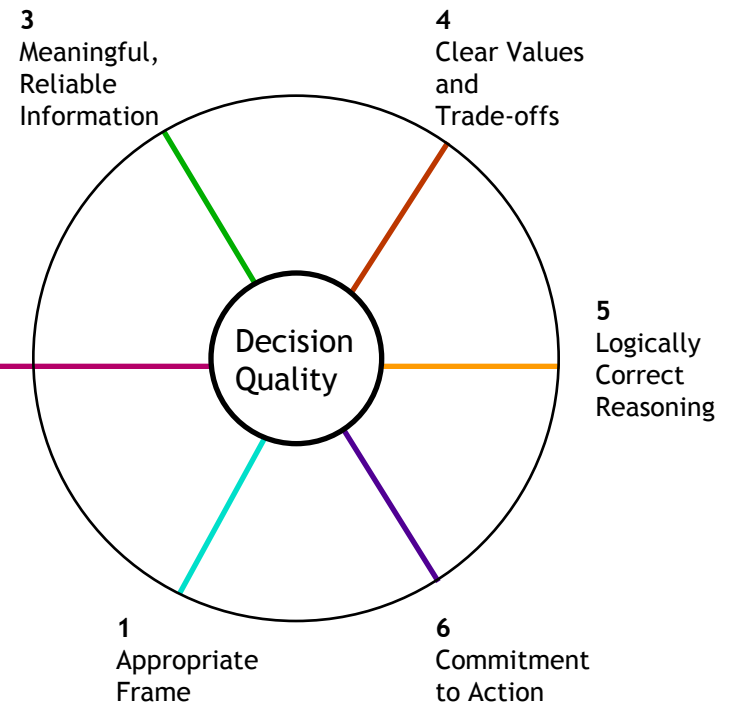 3
Meaningful,
Reliable
Information
4
Clear Values
and
Trade-offs
Decision
Quality
5
Logically
Correct
Reasoning
1
Appropriate
Frame
6
Commitment
to Action